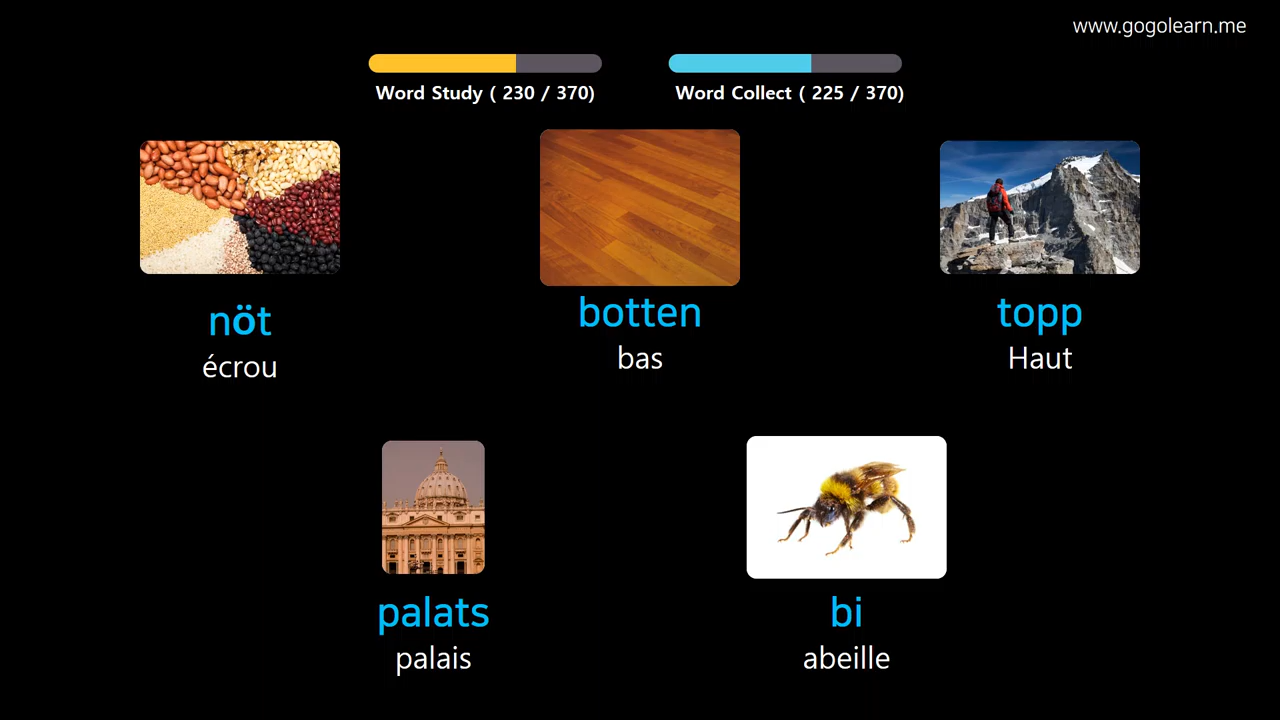 www.gogolearn.me
Word Study ( 230 / 370)
Word Collect ( 225 / 370)
nöt
écrou
botten
bas
topp
Haut
palats
palais
bi
abeille